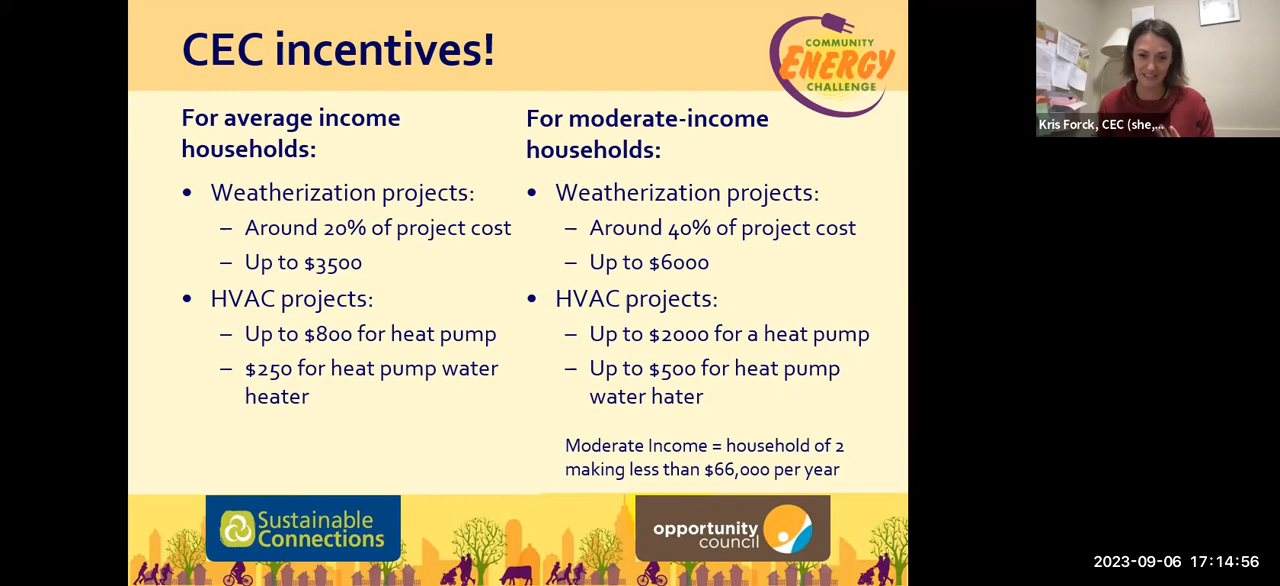 CEC incentives!
COMMUNITY
ENERGY
CHALLENGE
For average income
households:
• Weatherization projects:
– Around 20% of project cost
– Up to $3500
• HVAC projects:
– Up to $800 for heat pump
– $250 for heat pump water
heater
For moderate-income
households:
• Weatherization projects:
– Around 40% of project cost
– Up to $6000
• HVAC projects:
– Up to $2000 for a heat pump
– Up to $500 for heat pump
water hater
Moderate Income = household of 2
making less than $66,000 per year
Sustainable
Connections
opportunity
council
Kris Forck, CEC (she,...
2023-09-06 17:14:56